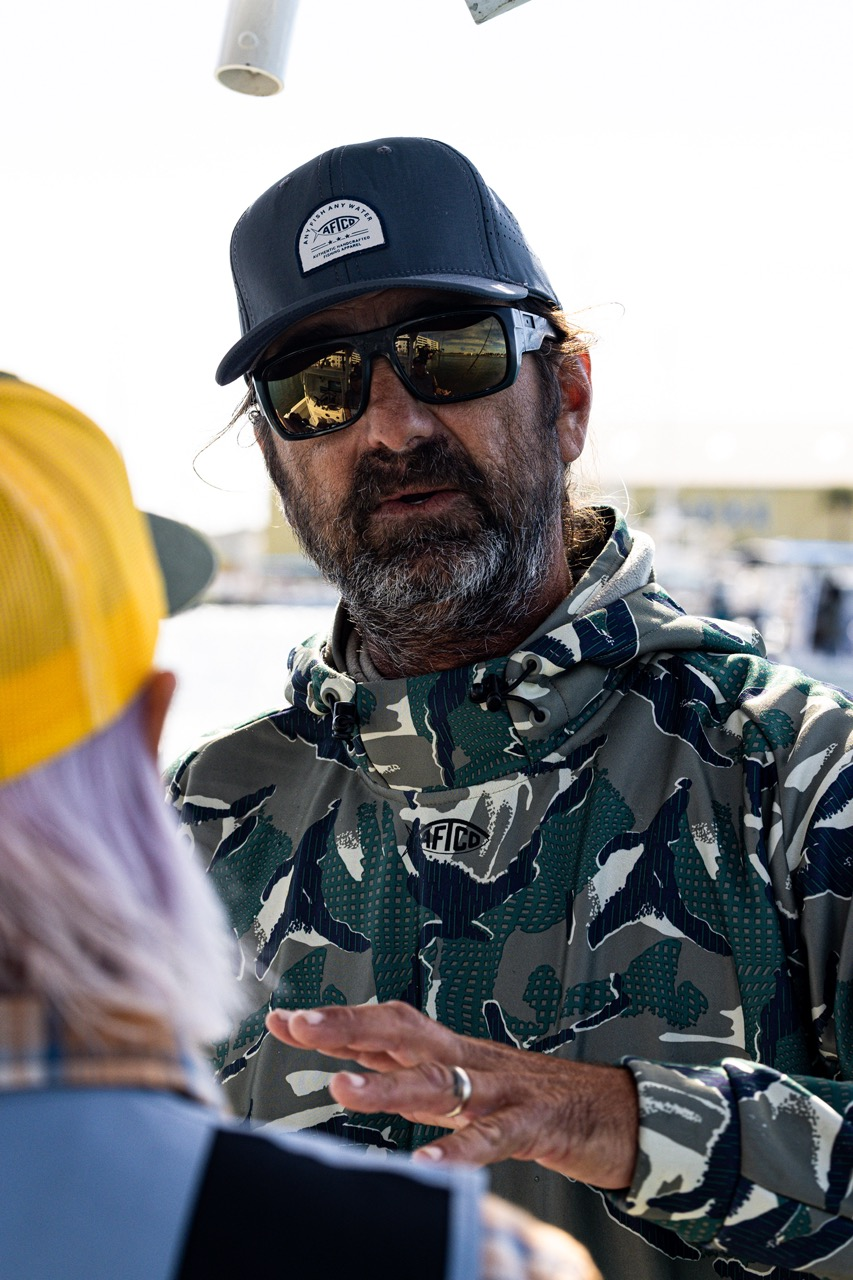 ANY FISH ANY WATER
AFTCO
AUTHENTIC HANDCRAFTED
FISHING APPAREL
AFTCO